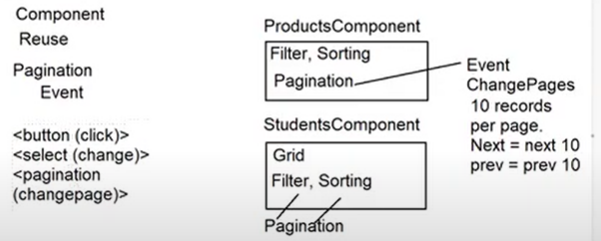 Component
Reuse
Pagination
Event
<button (click)>
<select (change)>
<pagination
(changepage)>
ProductsComponent
Filter, Sorting
Pagination
StudentsComponent
Grid
Filter, Sorting
Pagination
Event
ChangePages
10 records
per page.
Next = next 10
prev = prev 10